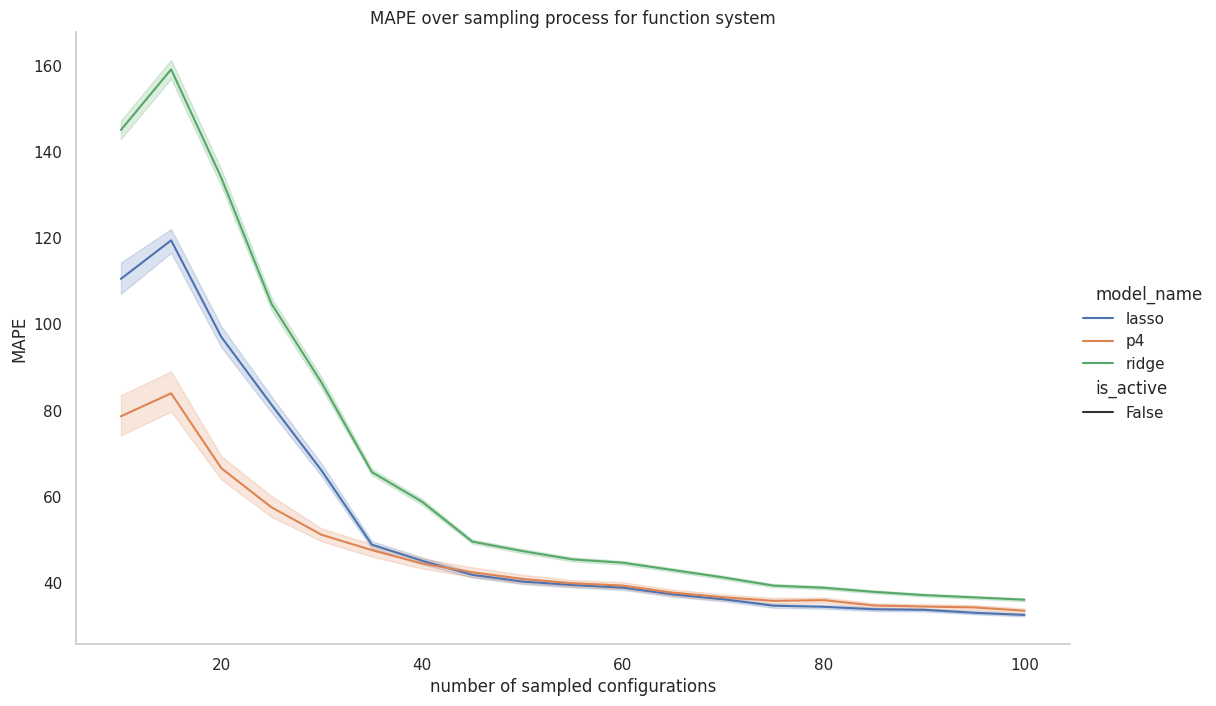 MAPE over sampling process for function system
160
140
120
100
80
60
40
MAPE
20
40
60
80
100
number of sampled configurations
model_name
lasso
p4
ridge
is_active
False